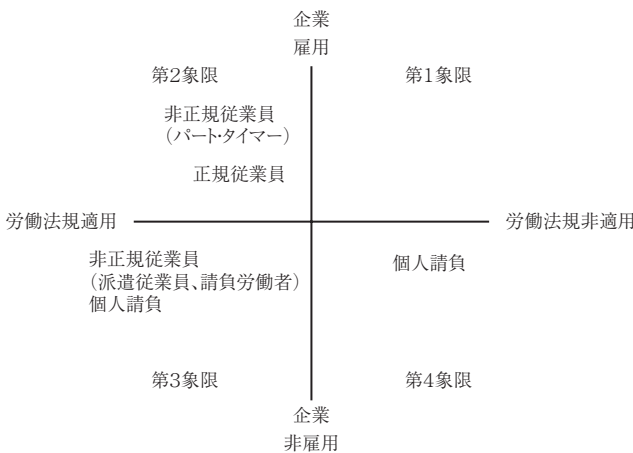 企業
雇用
第2象限
第1象限
非正規従業員
（パート・タイマー）
正規従業員
労働法規適用
労働法規非適用
非正規従業員
（派遣従業員、請負労働者）
個人請負
個人請負
第3象限
第4象限
企業
非雇用